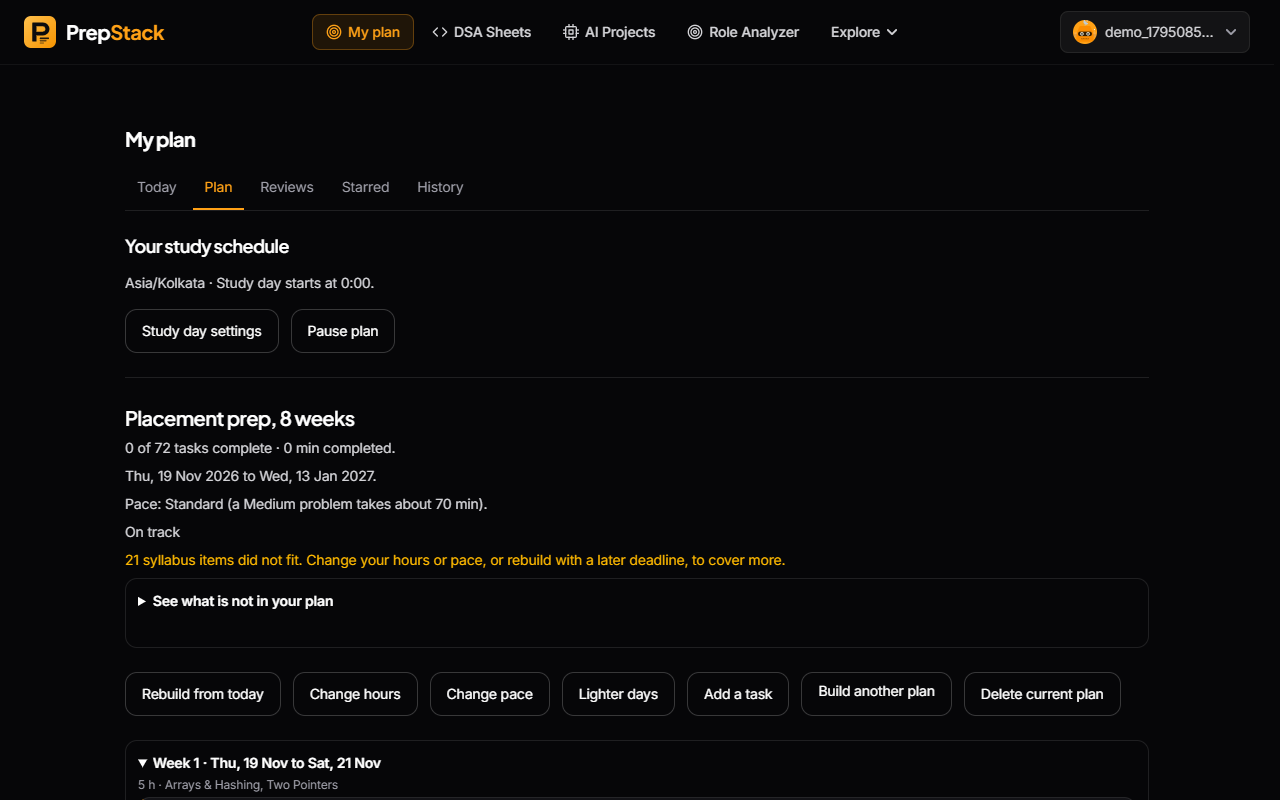 PrepStack
My plan
DSA Sheets
AI Projects
Role Analyzer
Explore
demo_1795085...
My plan
Today
Plan
Reviews
Starred
History
Your study schedule
Asia/Kolkata · Study day starts at 0:00.
Study day settings
Pause plan
Placement prep, 8 weeks
0 of 72 tasks complete · 0 min completed.
Thu, 19 Nov 2026 to Wed, 13 Jan 2027.
Pace: Standard (a Medium problem takes about 70 min).
On track
21 syllabus items did not fit. Change your hours or pace, or rebuild with a later deadline, to cover more.
See what is not in your plan
Rebuild from today
Change hours
Change pace
Lighter days
Add a task
Build another plan
Delete current plan
Week 1 · Thu, 19 Nov to Sat, 21 Nov
5 h · Arrays & Hashing, Two Pointers